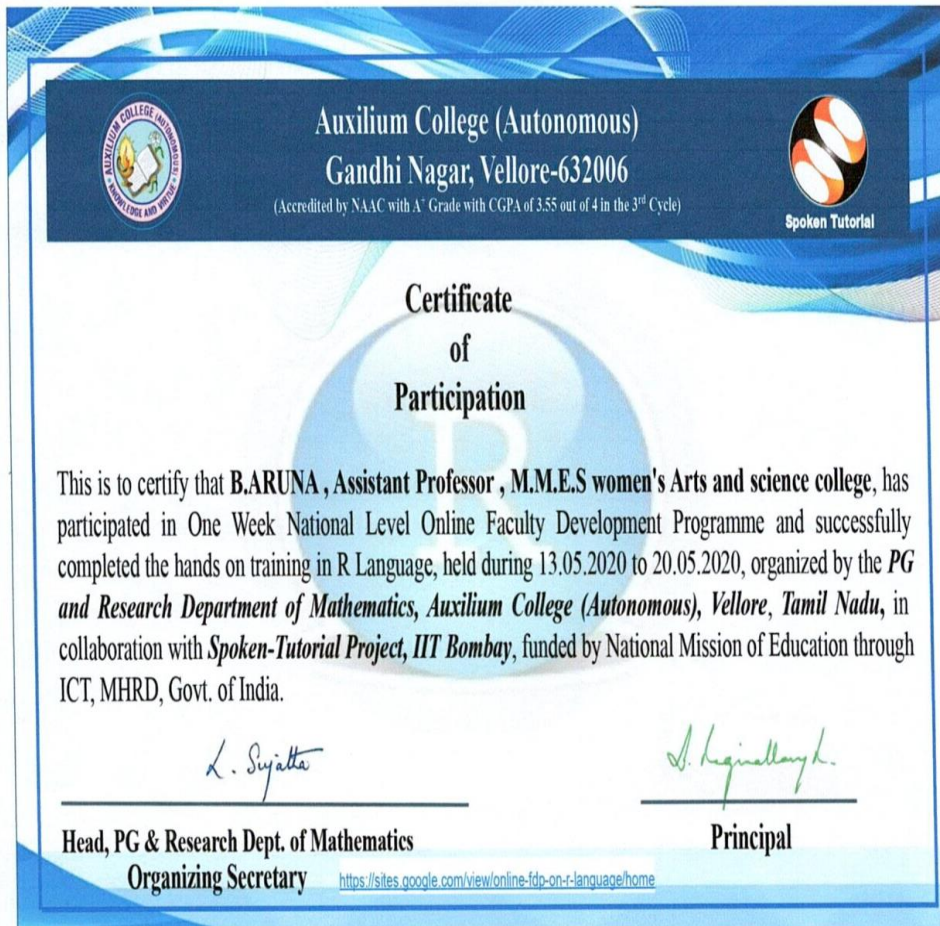 AUXILIUM COLLEGE (AUTONOMOUS)
KNOWLEDGE AND VIRTUE
Auxilium College (Autonomous)
Gandhi Nagar, Vellore-632006
(Accredited by NAAC with A+ Grade with CGPA of 3.55 out of 4 in the 3rd Cycle)
Spoken Tutorial
Certificate
of
Participation
R
This is to certify that B.ARUNA , Assistant Professor , M.M.E.S women's Arts and science college, has
participated in One Week National Level Online Faculty Development Programme and successfully
completed the hands on training in R Language, held during 13.05.2020 to 20.05.2020, organized by the PG
and Research Department of Mathematics, Auxilium College (Autonomous), Vellore, Tamil Nadu, in
collaboration with Spoken-Tutorial Project, IIT Bombay, funded by National Mission of Education through
ICT, MHRD, Govt. of India.
L. Sujatha
Head, PG & Research Dept. of Mathematics
Organizing Secretary
Principal
https://sites.google.com/view/online-fdp-on-r-language/home